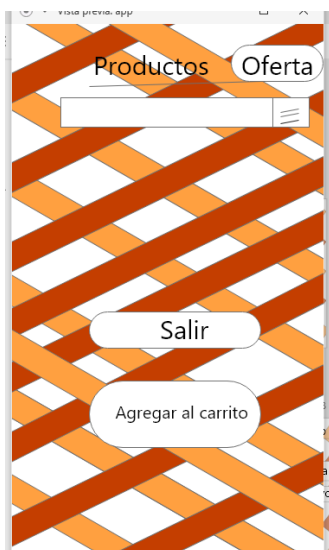 Vista previa: app
Productos
Oferta
Salir
Agregar al carrito